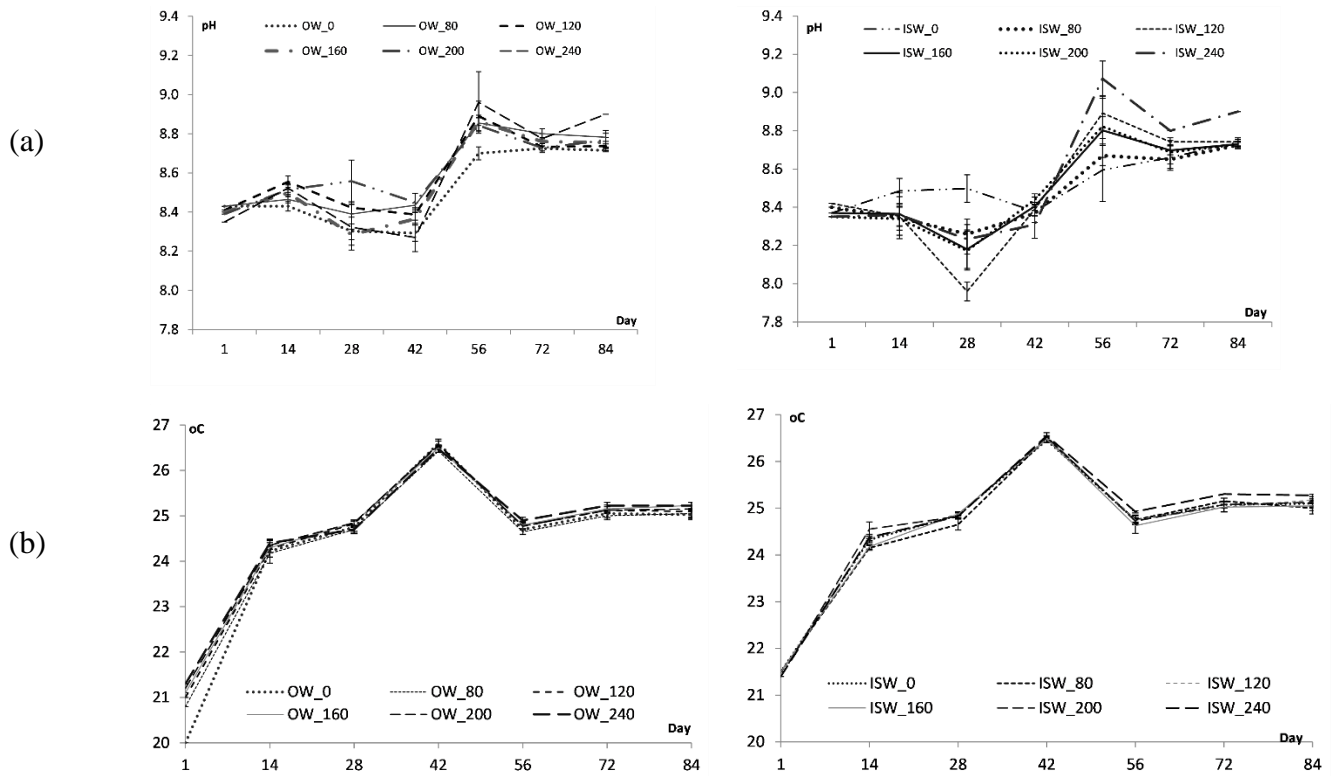 (a)
9.4
9.2
9.0
8.8
8.6
8.4
8.2
8.0
7.8
pH
OW_0 OW_80 OW_120
OW_160 OW_200 OW_240
Day
1 14 28 42 56 72 84
9.4
9.2
9.0
8.8
8.6
8.4
8.2
8.0
7.8
pH
ISW_0 ISW_80 ISW_120
ISW_160 ISW_200 ISW_240
Day
1 14 28 42 56 72 84
(b)
27
26
25
24
23
22
21
20
oC
OW_0 OW_80 OW_120
OW_160 OW_200 OW_240
Day
1 14 28 42 56 72 84
27
26
25
24
23
22
21
20
oC
ISW_0 ISW_80 ISW_120
ISW_160 ISW_200 ISW_240
Day
1 14 28 42 56 72 84